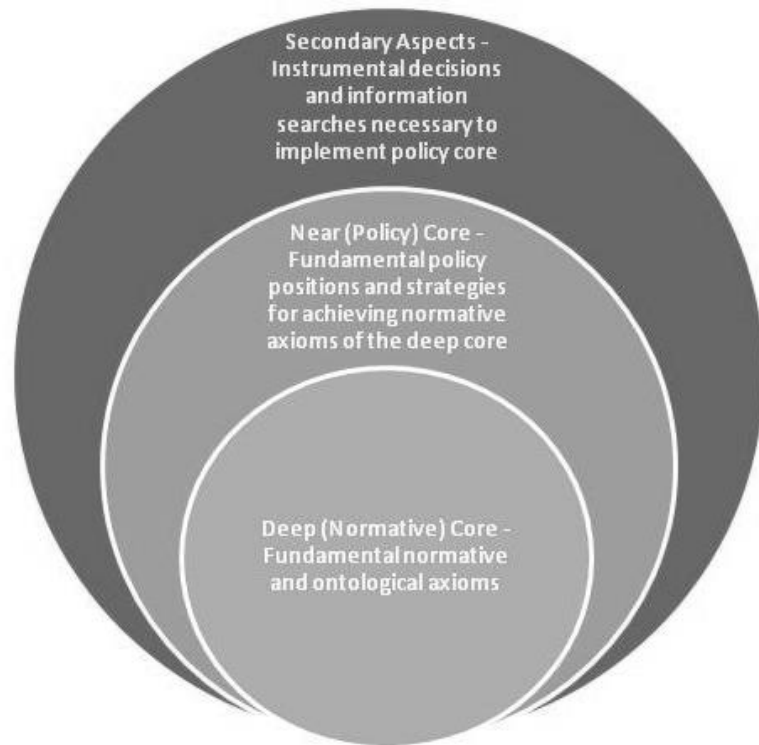 Secondary Aspects -
Instrumental decisions
and information
searches necessary to
implement policy core
Near (Policy) Core -
Fundamental policy
positions and strategies
for achieving normative
axioms of the deep core
Deep (Normative) Core -
Fundamental normative
and ontological axioms